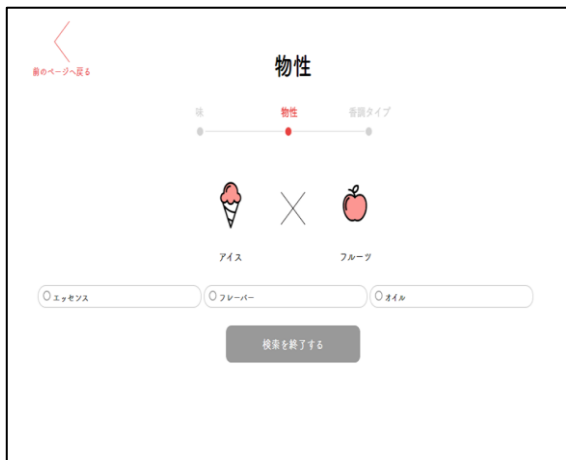 前のページへ戻る
物性
味 物性 香調タイプ
アイス フルーツ
エッセンス フレーバー オイル
検索を終了する